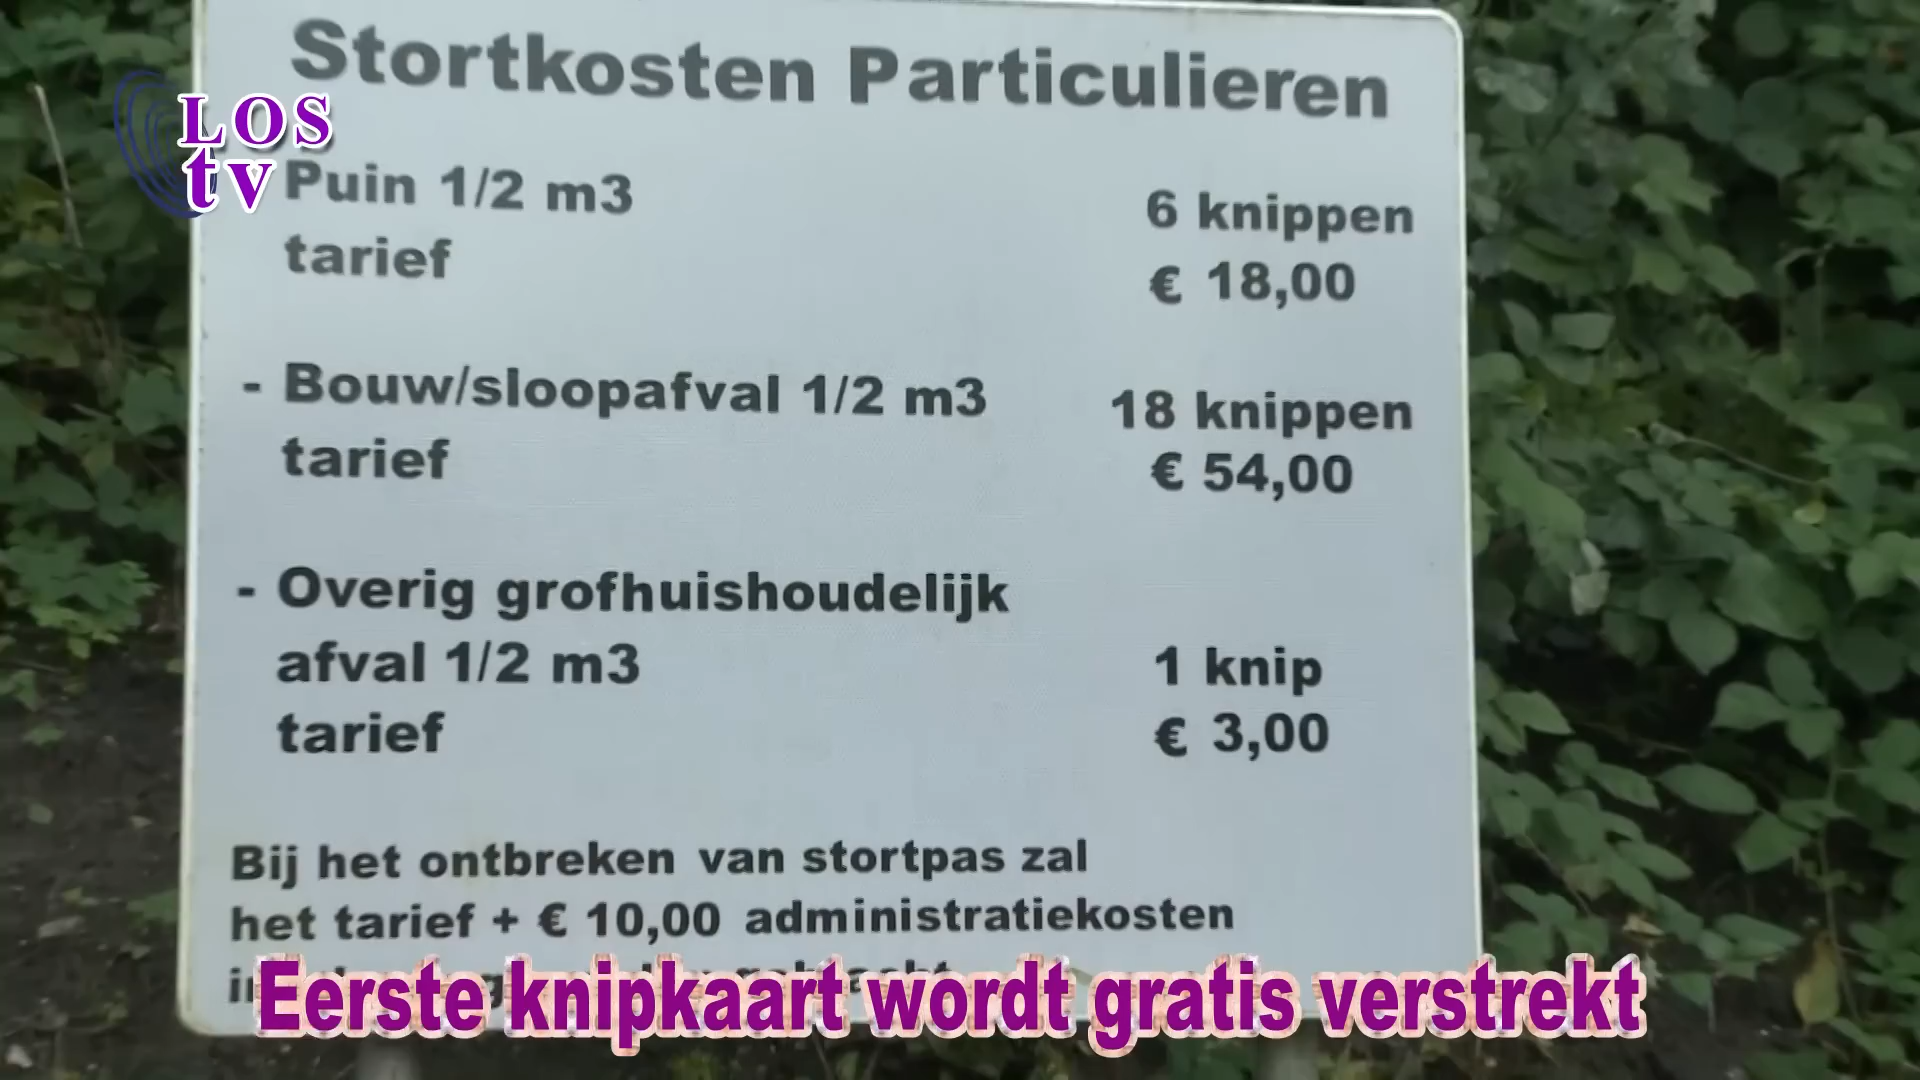 Stortkosten Particulieren
LOS
tv
Puin 1/2 m3 6 knippen
tarief € 18,00
- Bouw/sloopafval 1/2 m3 18 knippen
tarief € 54,00
- Overig grofhuishoudelijk
afval 1/2 m3 1 knip
tarief € 3,00
Bij het ontbreken van stortpas zal
het tarief + € 10,00 administratiekosten
Eerste knipkaart wordt gratis verstrekt